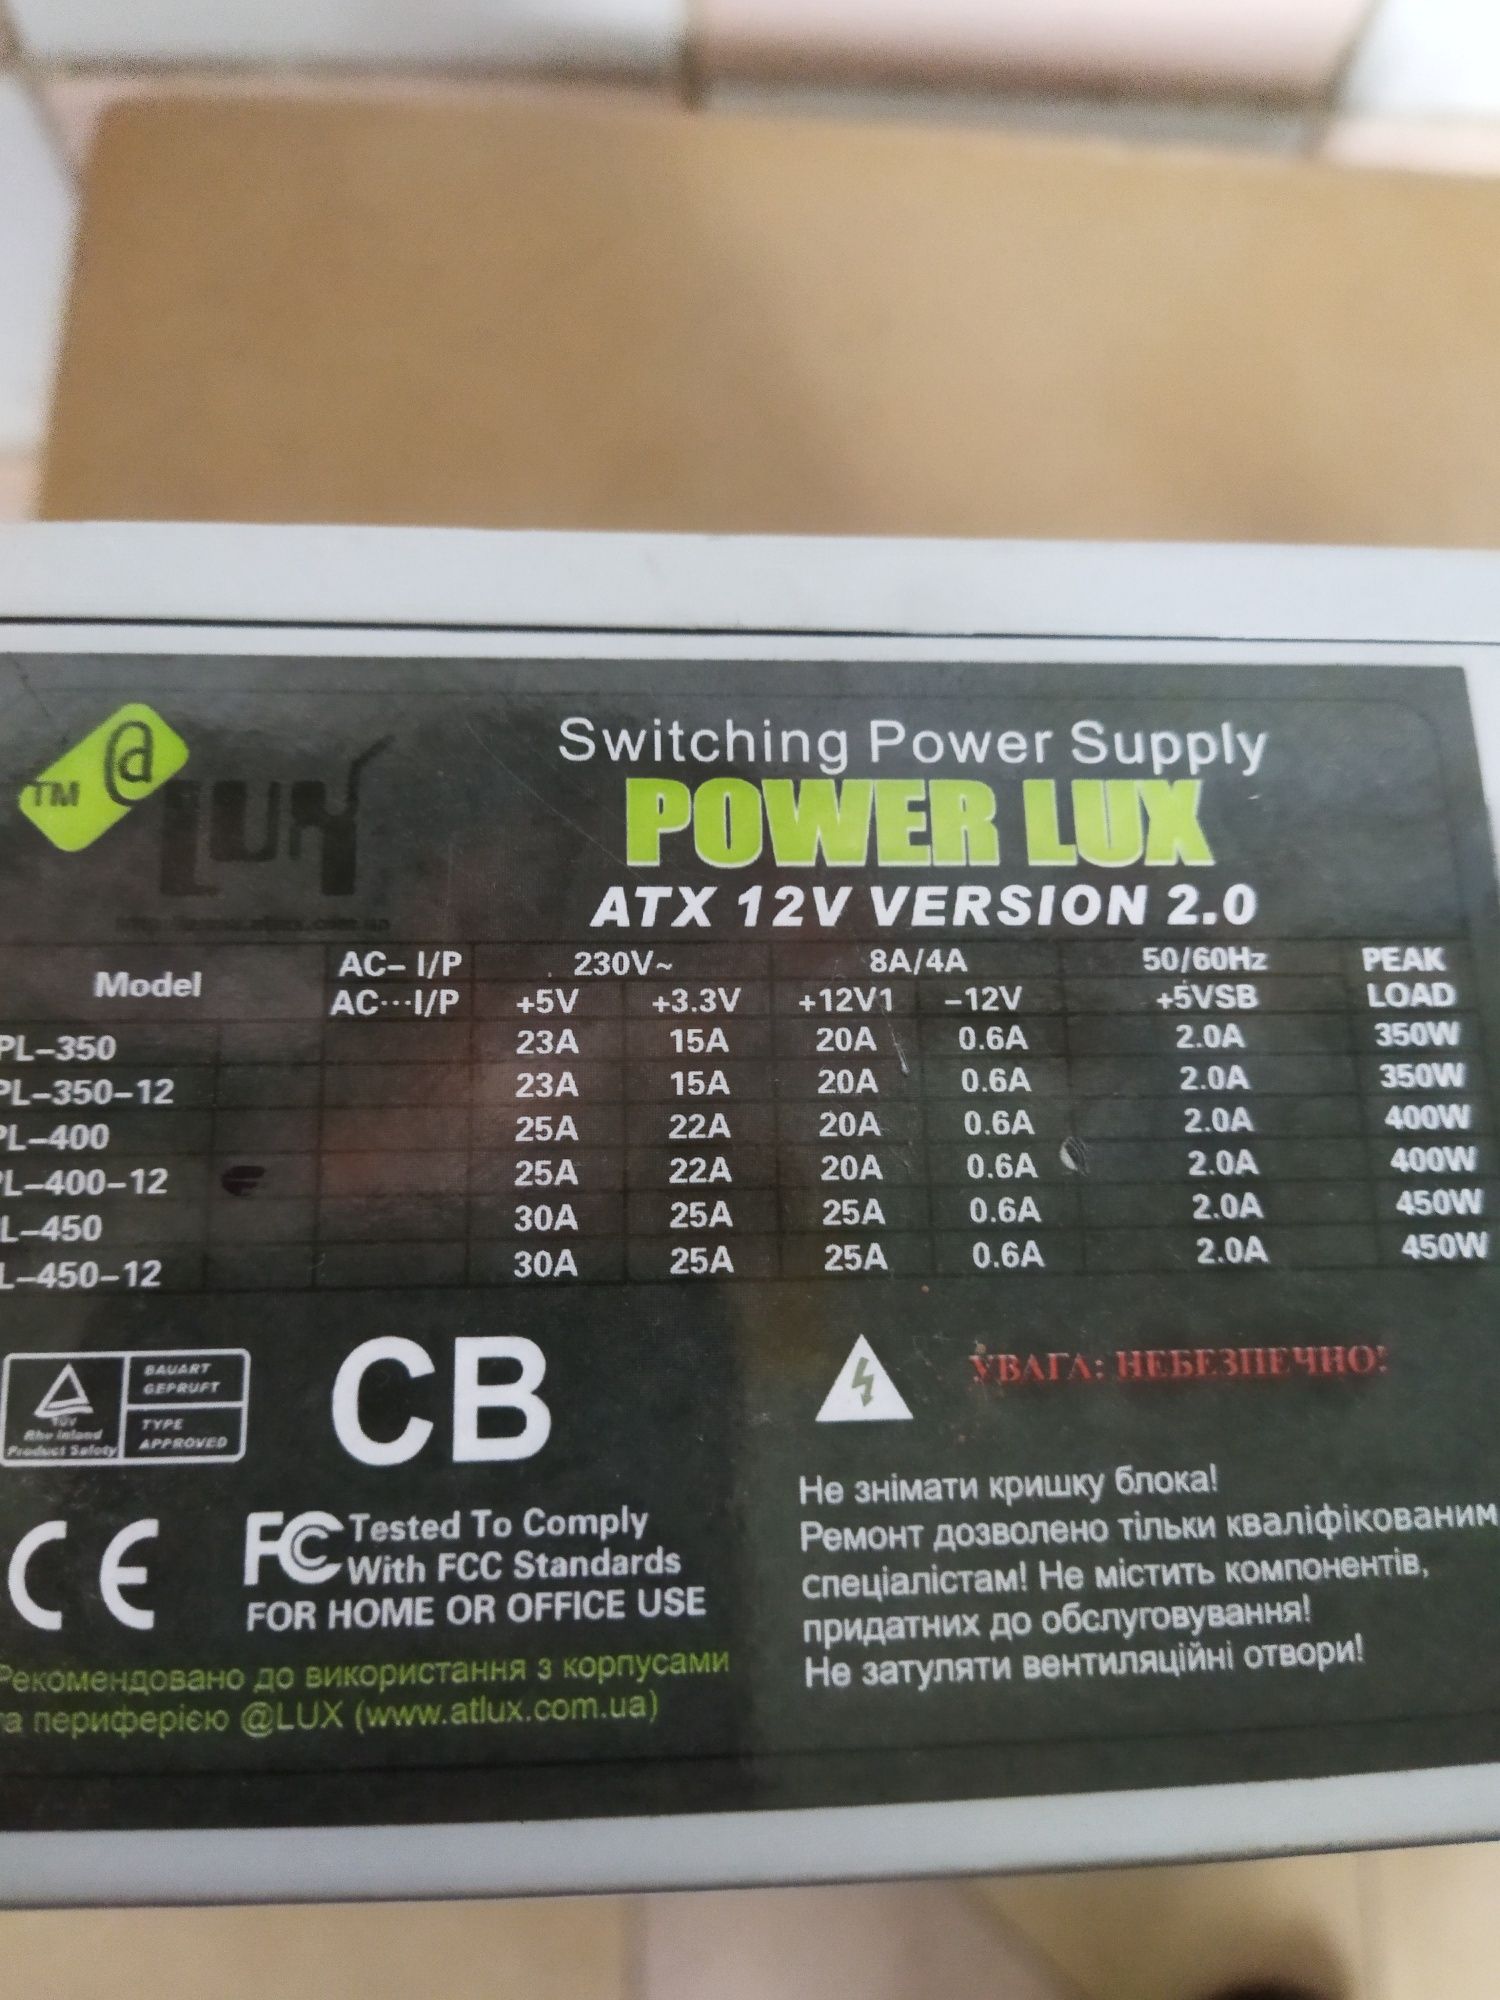 TM @LUX
Switching Power Supply
POWER LUX
ATX 12V VERSION 2.0
Model AC– I/P 230V~ 8A/4A 50/60Hz PEAK
AC···I/P +5V +3.3V +12V1 –12V +5VSB LOAD
PL–350 23A 15A 20A 0.6A 2.0A 350W
PL–350–12 23A 15A 20A 0.6A 2.0A 350W
PL–400 25A 22A 20A 0.6A 2.0A 400W
L–400–12 25A 22A 20A 0.6A 2.0A 400W
L–450 30A 25A 25A 0.6A 2.0A 450W
L–450–12 30A 25A 25A 0.6A 2.0A 450W
BAUART
GEPRUFT
TÜV
Rheinland
Product Safety
TYPE
APPROVED
CB
УВАГА: НЕБЕЗПЕЧНО!
Не знімати кришку блока!
Ремонт дозволено тільки кваліфікованим
спеціалістам! Не містить компонентів,
придатних до обслуговування!
Не затуляти вентиляційні отвори!
CE
FC Tested To Comply
With FCC Standards
FOR HOME OR OFFICE USE
Рекомендовано до використання з корпусами
та периферією @LUX (www.atlux.com.ua)